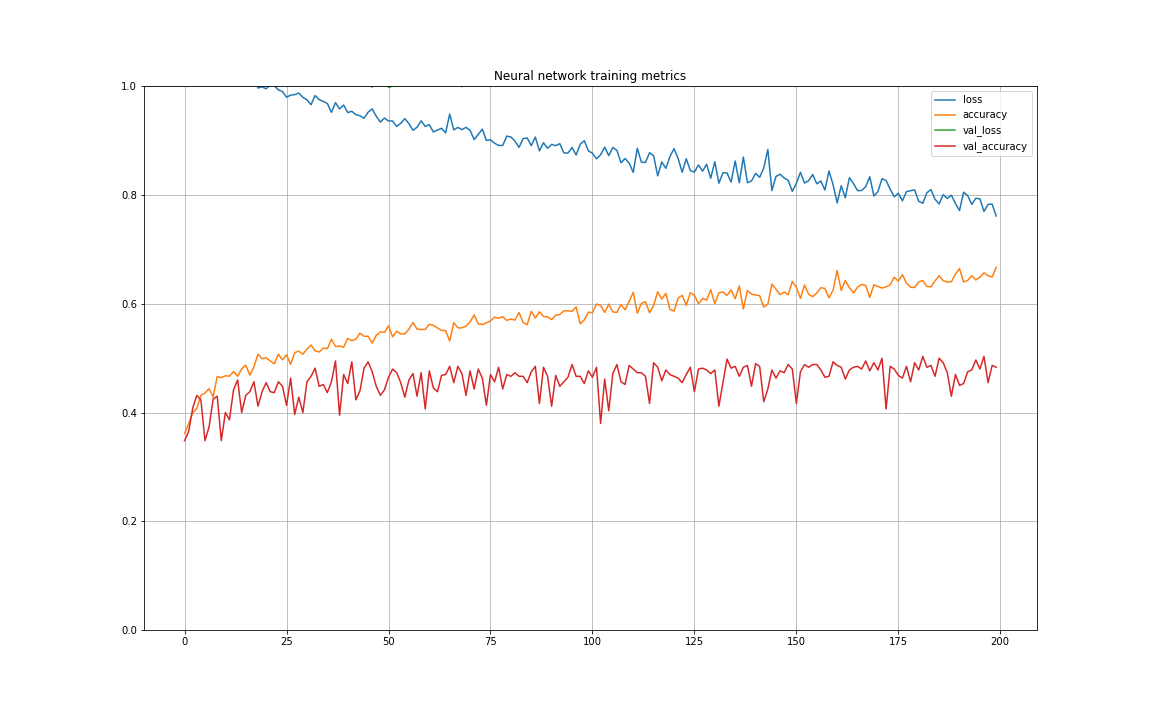 Neural network training metrics
loss
accuracy
val_loss
val_accuracy
1.0
0.8
0.6
0.4
0.2
0.0
0 25 50 75 100 125 150 175 200